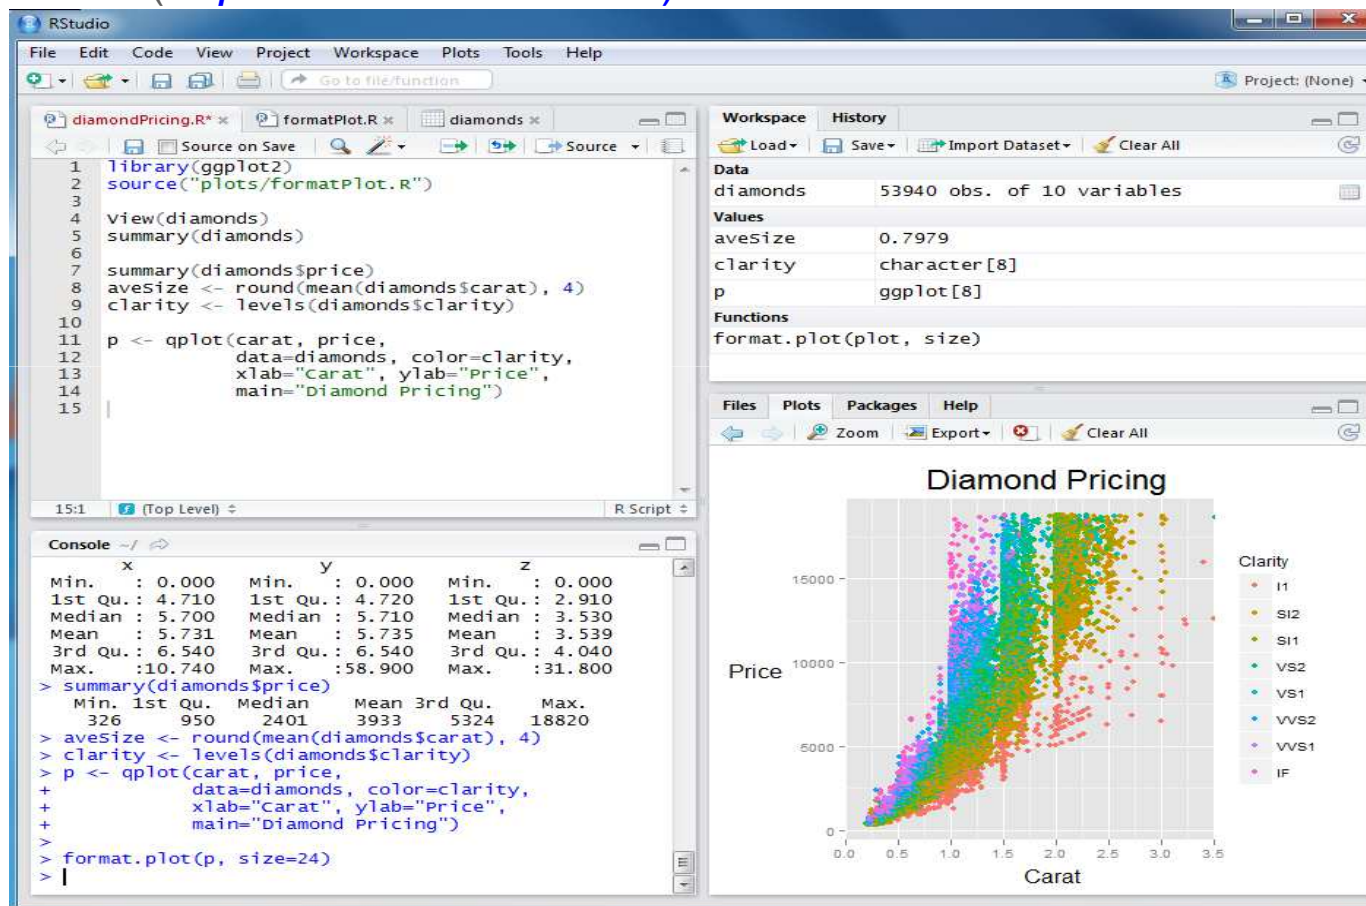 RStudio
File Edit Code View Project Workspace Plots Tools Help
Go to file/function
Project: (None)
diamondPricing.R* formatPlot.R diamonds
Source on Save Source
1 library(ggplot2)
2 source("plots/formatPlot.R")
3
4 View(diamonds)
5 summary(diamonds)
6
7 summary(diamonds$price)
8 aveSize <- round(mean(diamonds$carat), 4)
9 clarity <- levels(diamonds$clarity)
10
11 p <- qplot(carat, price,
12 data=diamonds, color=clarity,
13 xlab="Carat", ylab="Price",
14 main="Diamond Pricing")
15
15:1 (Top Level) R Script
Console ~/
x y z
Min. : 0.000 Min. : 0.000 Min. : 0.000
1st Qu.: 4.710 1st Qu.: 4.720 1st Qu.: 2.910
Median : 5.700 Median : 5.710 Median : 3.530
Mean : 5.731 Mean : 5.735 Mean : 3.539
3rd Qu.: 6.540 3rd Qu.: 6.540 3rd Qu.: 4.040
Max. :10.740 Max. :58.900 Max. :31.800
> summary(diamonds$price)
Min. 1st Qu. Median Mean 3rd Qu. Max.
326 950 2401 3933 5324 18820
> aveSize <- round(mean(diamonds$carat), 4)
> clarity <- levels(diamonds$clarity)
> p <- qplot(carat, price,
+ data=diamonds, color=clarity,
+ xlab="Carat", ylab="Price",
+ main="Diamond Pricing")
>
> format.plot(p, size=24)
>
Workspace History
Load Save Import Dataset Clear All
Data
diamonds 53940 obs. of 10 variables
Values
aveSize 0.7979
clarity character[8]
p ggplot[8]
Functions
format.plot(plot, size)
Files Plots Packages Help
Zoom Export Clear All
Diamond Pricing
Price
15000
10000
5000
0
0.0 0.5 1.0 1.5 2.0 2.5 3.0 3.5
Carat
Clarity
I1
SI2
SI1
VS2
VS1
VVS2
VVS1
IF